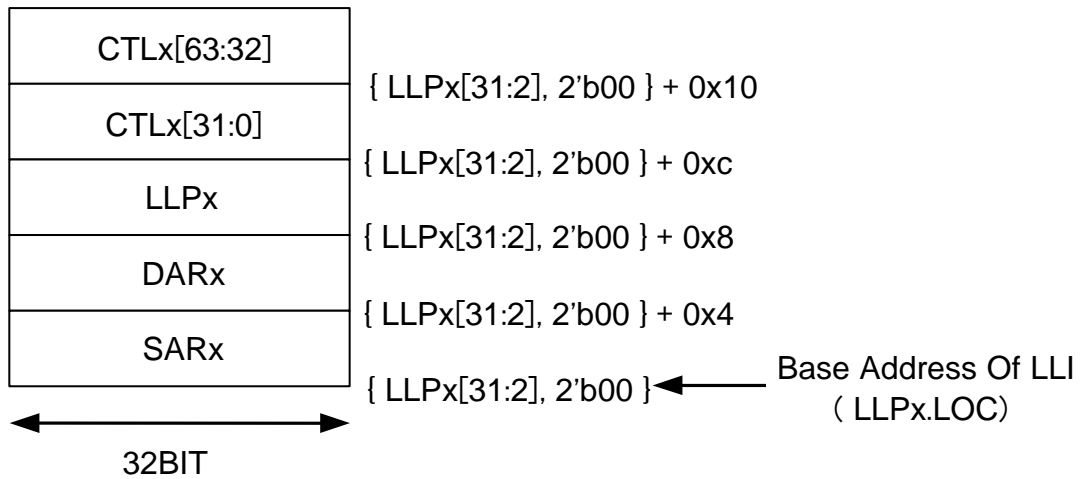 CTLx[63:32]
{ LLPx[31:2], 2’b00 } + 0x10
CTLx[31:0]
{ LLPx[31:2], 2’b00 } + 0xc
LLPx
{ LLPx[31:2], 2’b00 } + 0x8
DARx
{ LLPx[31:2], 2’b00 } + 0x4
SARx
{ LLPx[31:2], 2’b00 }
Base Address Of LLI
( LLPx.LOC)
32BIT